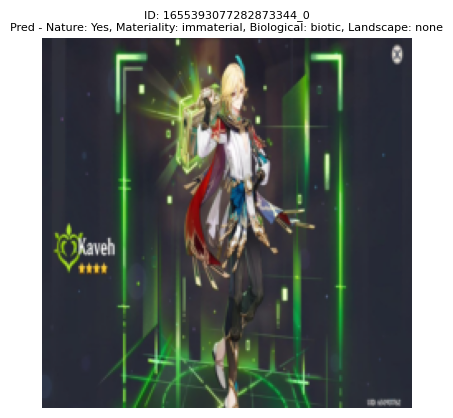 ID: 1655393077282873344_0
Pred - Nature: Yes, Materiality: immaterial, Biological: biotic, Landscape: none
Kaveh